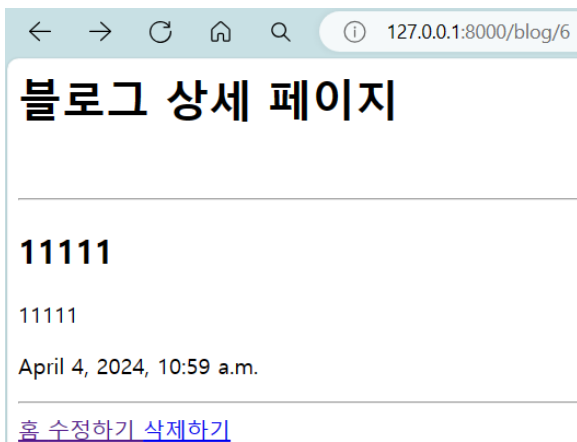 127.0.0.1:8000/blog/6
블로그 상세 페이지
11111
11111
April 4, 2024, 10:59 a.m.
홈 수정하기 삭제하기